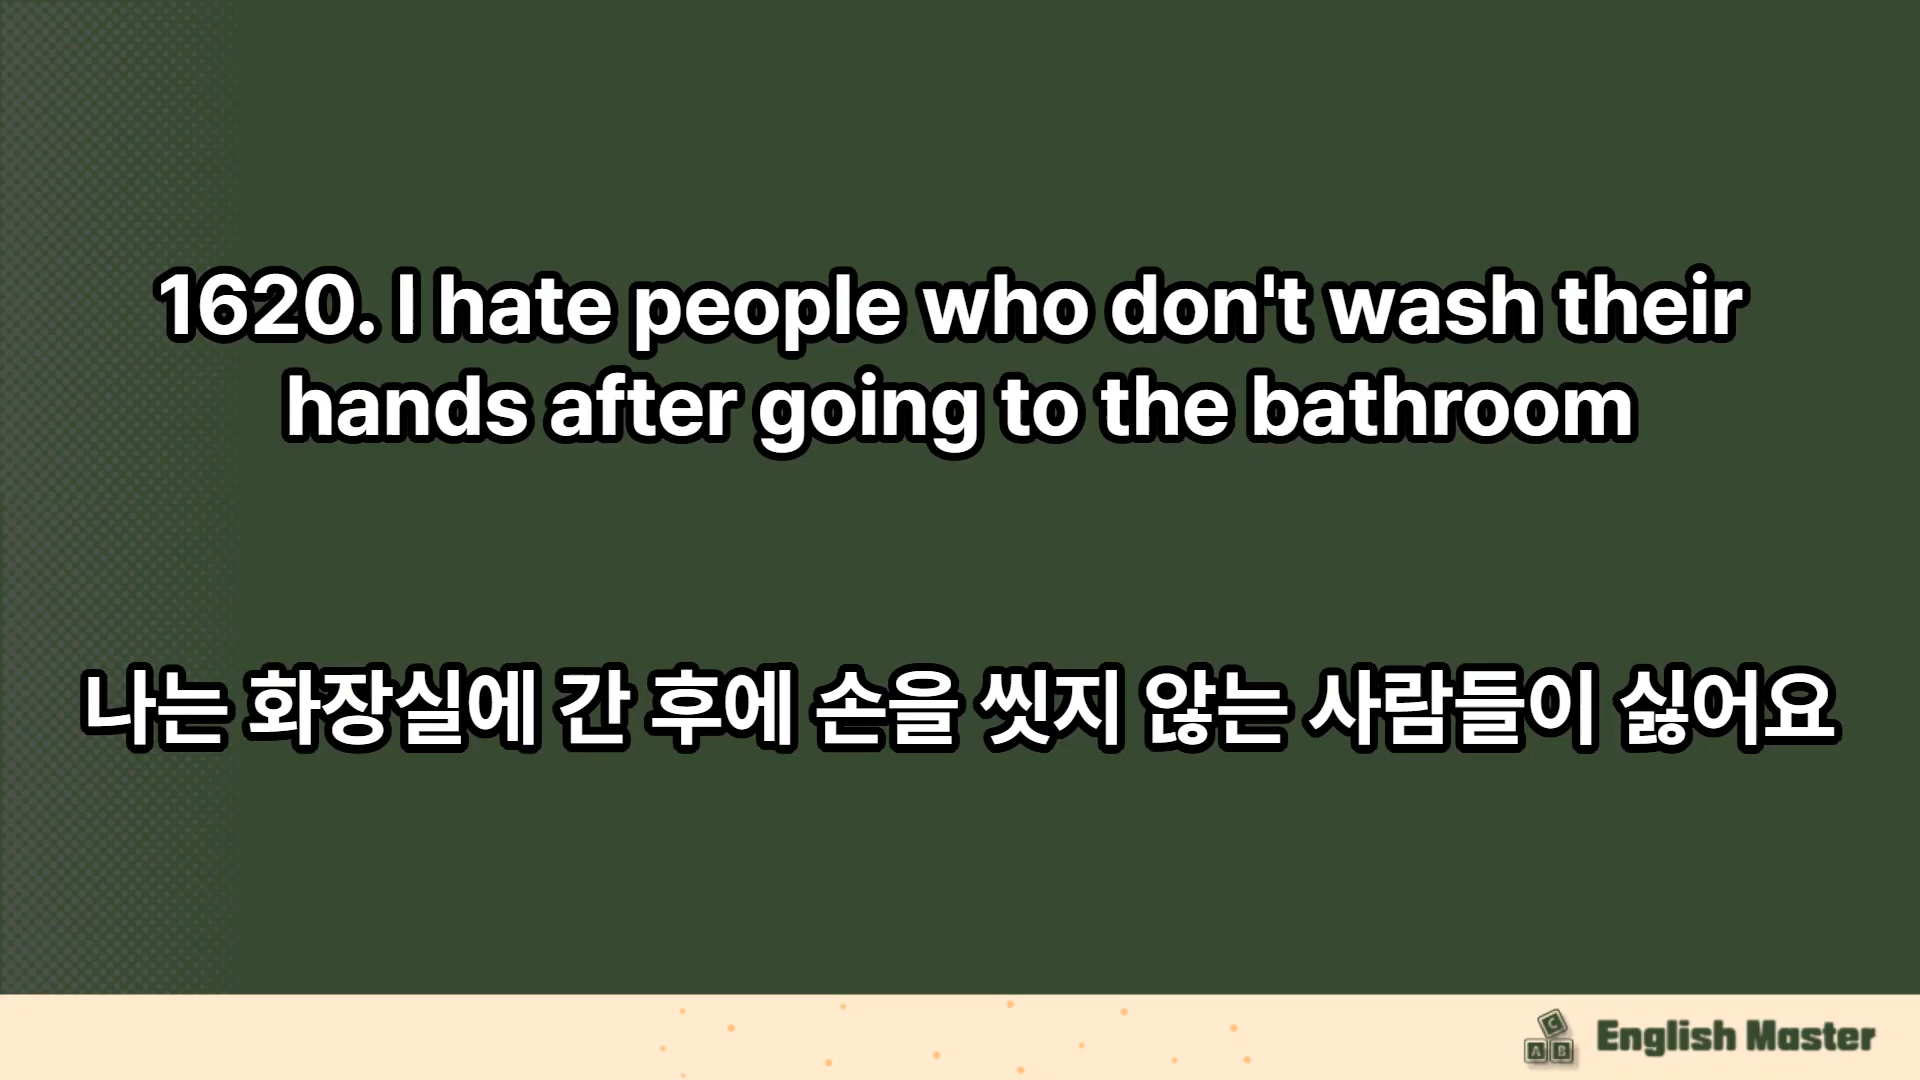 1620. I hate people who don't wash their
hands after going to the bathroom
나는 화장실에 간 후에 손을 씻지 않는 사람들이 싫어요
C
A B
English Master